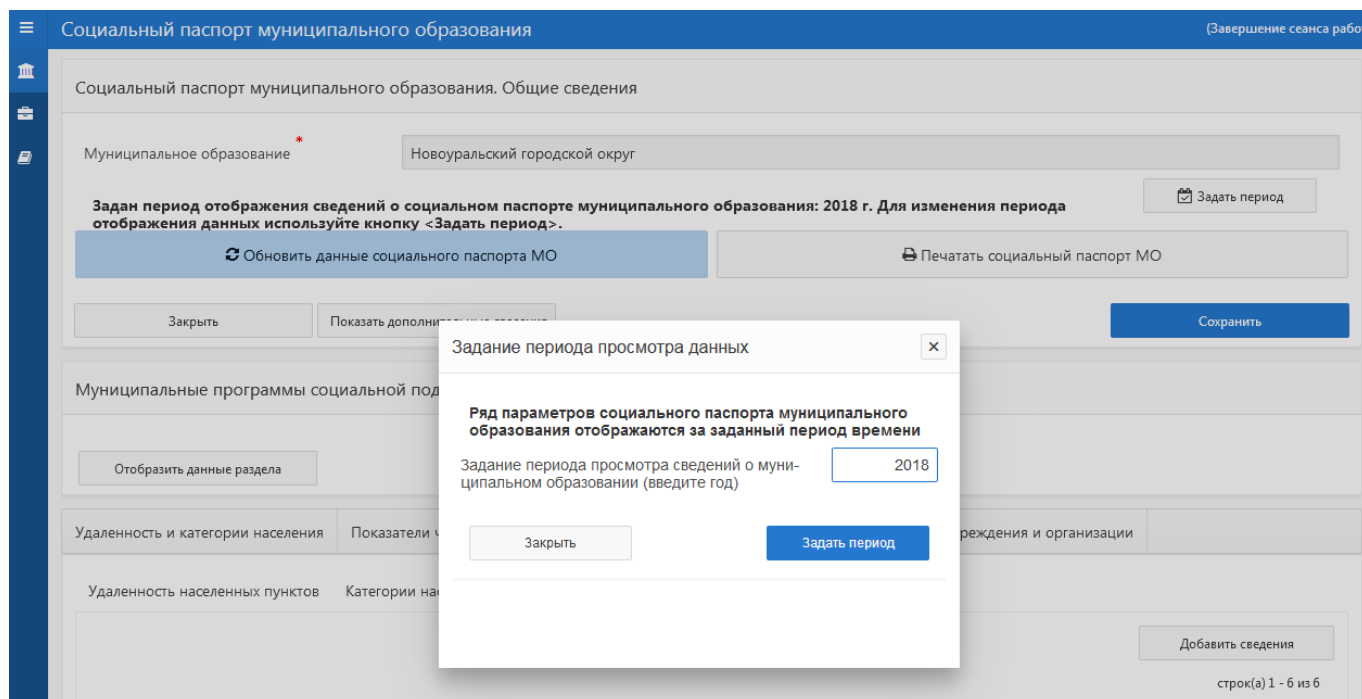 Социальный паспорт муниципального образования
(Завершение сеанса
Социальный паспорт муниципального образования. Общие сведения
Муниципальное образование *
Новоуральский городской округ
Задать период
Задан период отображения сведений о социальном паспорте муниципального образования: 2018 г. Для изменения периода
отображения данных используйте кнопку <Задать период>.
Обновить данные социального паспорта МО
Печатать социальный паспорт МО
Закрыть
Показать
Сохранить
Задание периода просмотра данных
Ряд параметров социального паспорта муниципального
образования отображаются за заданный период времени
Задание периода просмотра сведений о муни-
ципальном образовании (введите год)
2018
Закрыть
Задать период
Муниципальные программы социальной
Отобразить данные раздела
Удаленность и категории населения
Показатели
и организации
Удаленность населенных пунктов
Категории
Добавить сведения
строк(а) 1 - 6 из 6